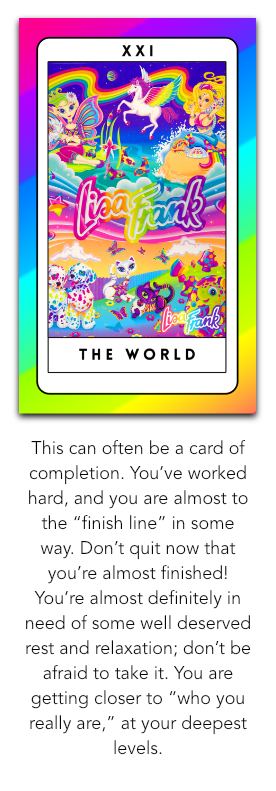 XXI
Lisa Frank
Lisa Frank
THE WORLD
This can often be a card of
completion. You’ve worked
hard, and you are almost to
the “finish line” in some
way. Don’t quit now that
you’re almost finished!
You’re almost definitely in
need of some well deserved
rest and relaxation; don’t be
afraid to take it. You are
getting closer to “who you
really are,” at your deepest
levels.